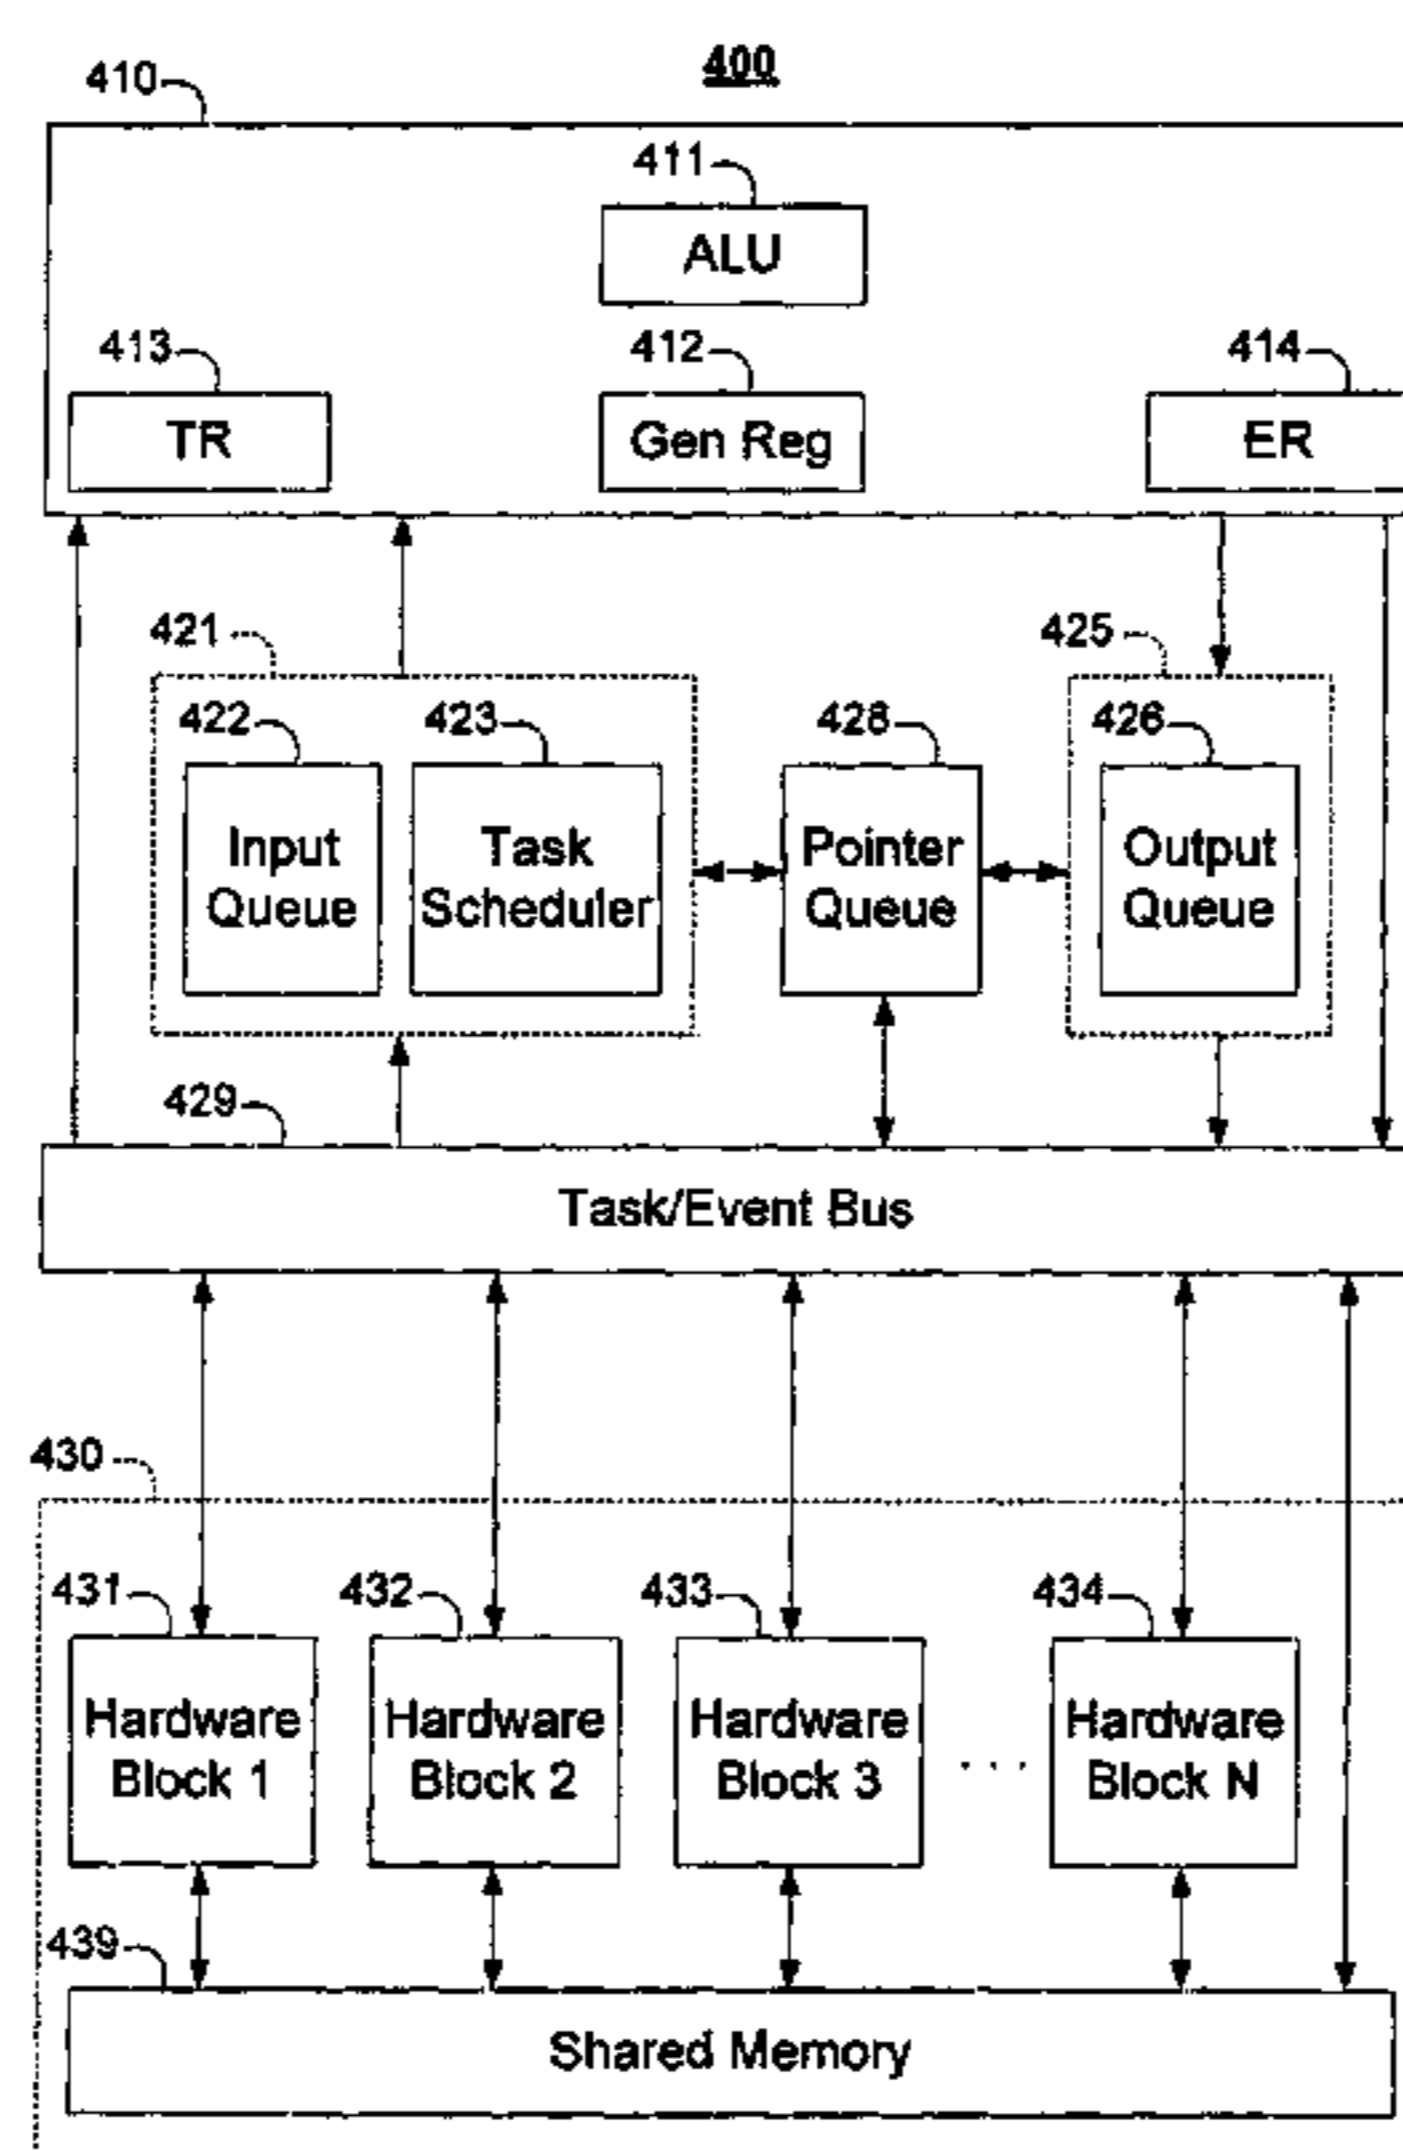 400
410
411
ALU
413
412
414
TR
Gen Reg
ER
421
425
422
423
428
426
Input
Queue
Task
Scheduler
Pointer
Queue
Output
Queue
429
Task/Event Bus
430
431
432
433
434
Hardware
Block 1
Hardware
Block 2
Hardware
Block 3
. . .
Hardware
Block N
439
Shared Memory